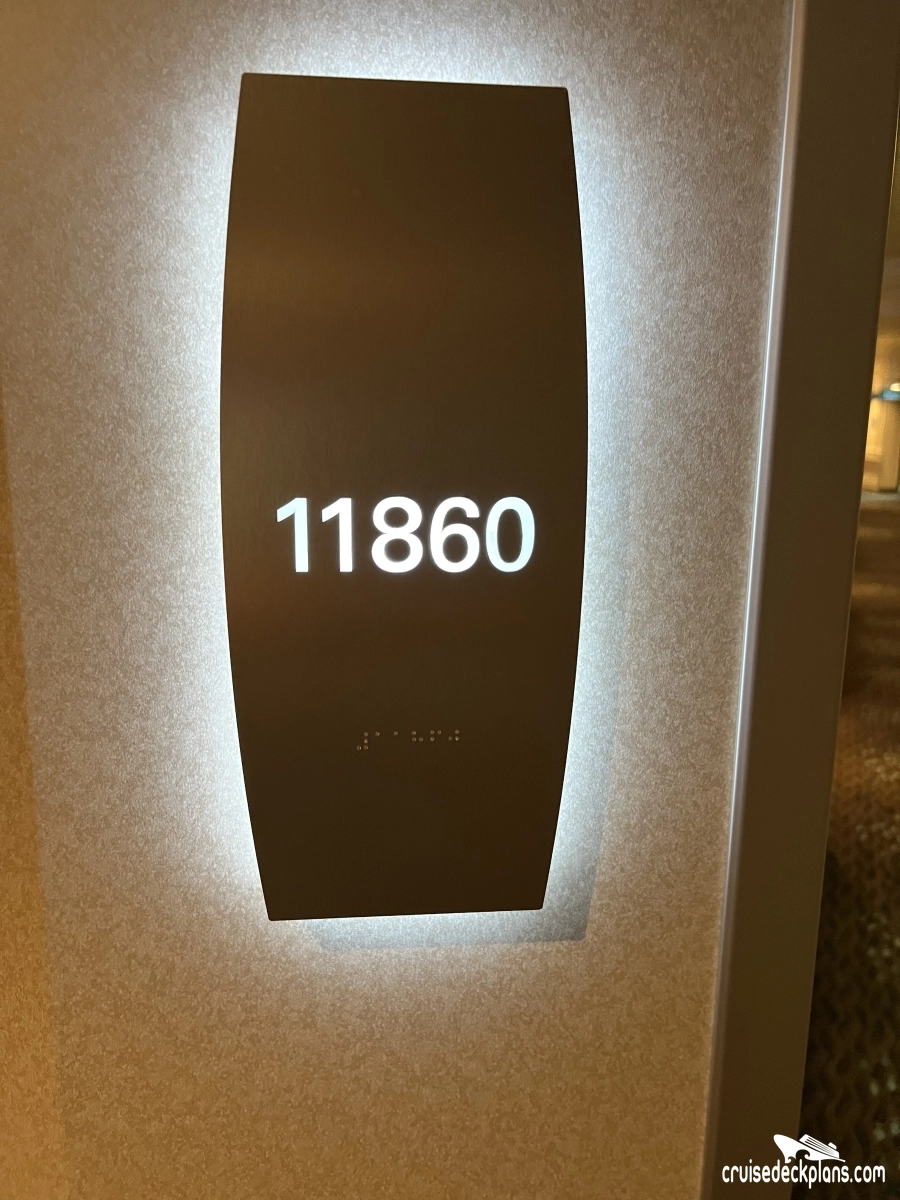 11860
⠼⠁⠁⠓⠋⠚
cruisedeckplans.com